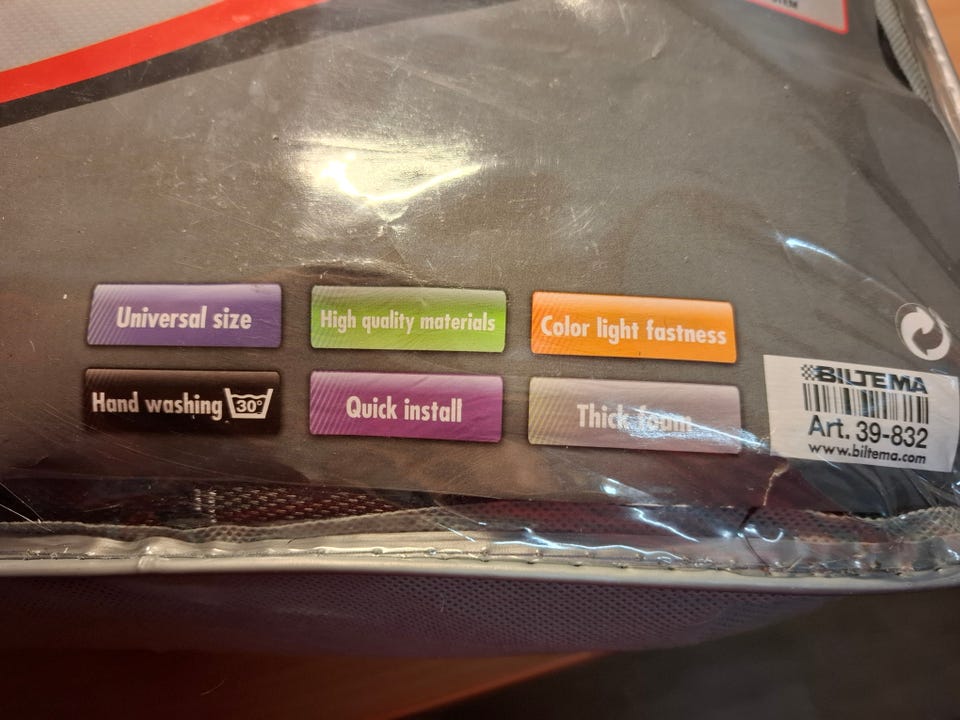 Universal size
High quality materials
Color light fastness
Hand washing 30°
Quick install
Thick foam
BILTEMA
Art. 39-832
www.biltema.com